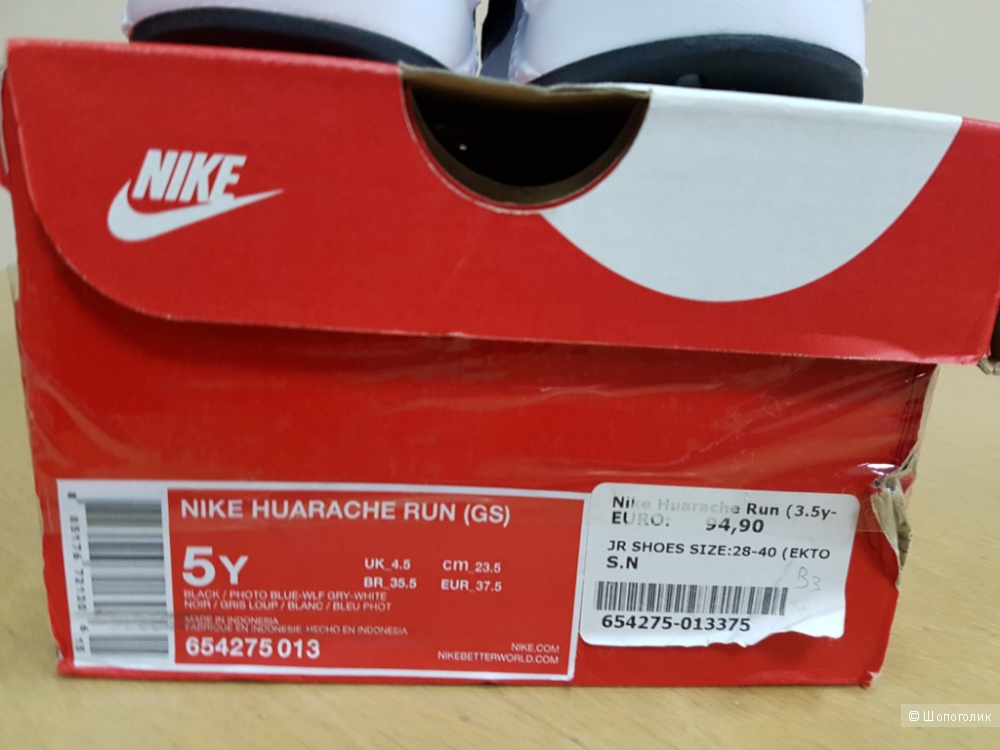 NIKE
NIKE HUARACHE RUN (GS)
5Y
UK 4.5 cm 23.5
BR 35.5 EUR 37.5
BLACK / PHOTO BLUE-WLF GRY-WHITE
NOIR / GRIS LOUP / BLANC / BLEU PHOT
MADE IN INDONESIA
FABRIQUE EN INDONESIE HECHO EN INDONESIA
654275 013
NIKE.COM
NIKEBETTERWORLD.COM
Nike Huarache Run (3.5y-
EURO: 94,90
JR SHOES SIZE:28-40 (EKTO
S.N
B3
654275-013375
© Шопоголик